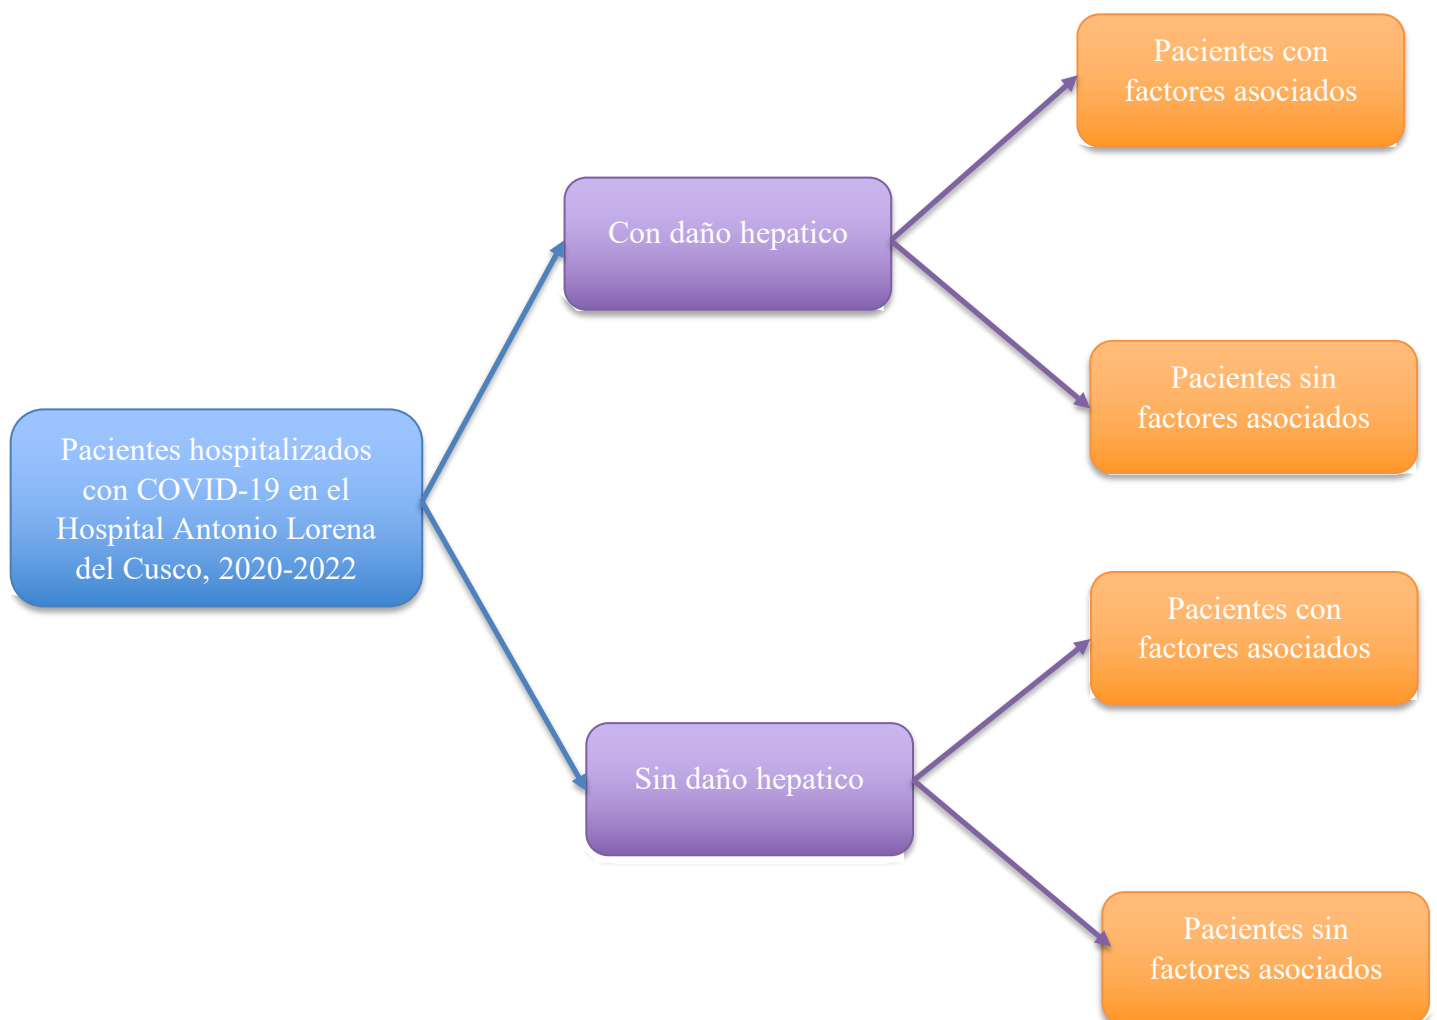 Pacientes con
factores asociados
Con daño hepatico
Pacientes sin
factores asociados
Pacientes hospitalizados
con COVID-19 en el
Hospital Antonio Lorena
del Cusco, 2020-2022
Pacientes con
factores asociados
Sin daño hepatico
Pacientes sin
factores asociados